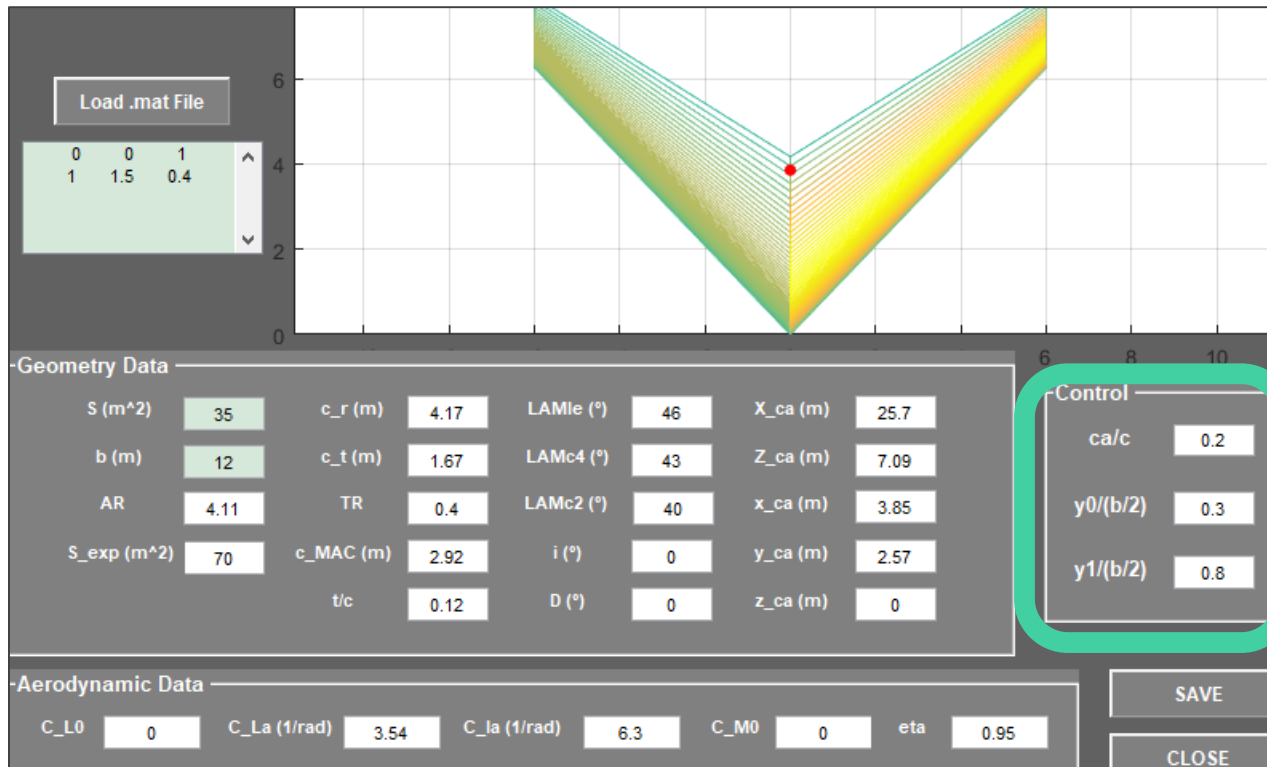 Load .mat File
0 0 1
1 1.5 0.4
6
4
2
0
6 8 10
Geometry Data
S (m^2) 35 c_r (m) 4.17 LAMle (º) 46 X_ca (m) 25.7
b (m) 12 c_t (m) 1.67 LAMc4 (º) 43 Z_ca (m) 7.09
AR 4.11 TR 0.4 LAMc2 (º) 40 x_ca (m) 3.85
S_exp (m^2) 70 c_MAC (m) 2.92 i (º) 0 y_ca (m) 2.57
t/c 0.12 D (º) 0 z_ca (m) 0
Control
ca/c 0.2
y0/(b/2) 0.3
y1/(b/2) 0.8
Aerodynamic Data
C_L0 0 C_La (1/rad) 3.54 C_la (1/rad) 6.3 C_M0 0 eta 0.95
SAVE
CLOSE